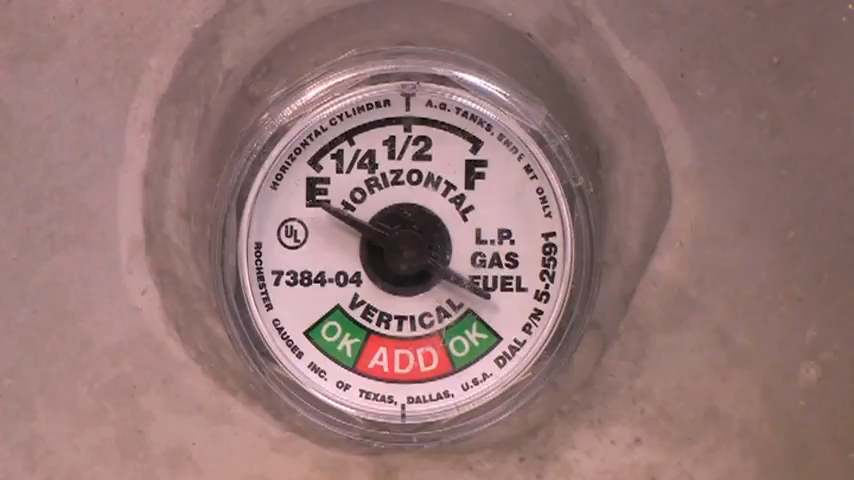 HORIZONTAL CYLINDER
A.G. TANKS, END MT ONLY
1/4 1/2
E F
HORIZONTAL
UL
L.P.
GAS
FUEL
7384-04
VERTICAL
OK ADD OK
ROCHESTER GAUGES INC. OF TEXAS, DALLAS, U.S.A.
DIAL P/N 5-2591